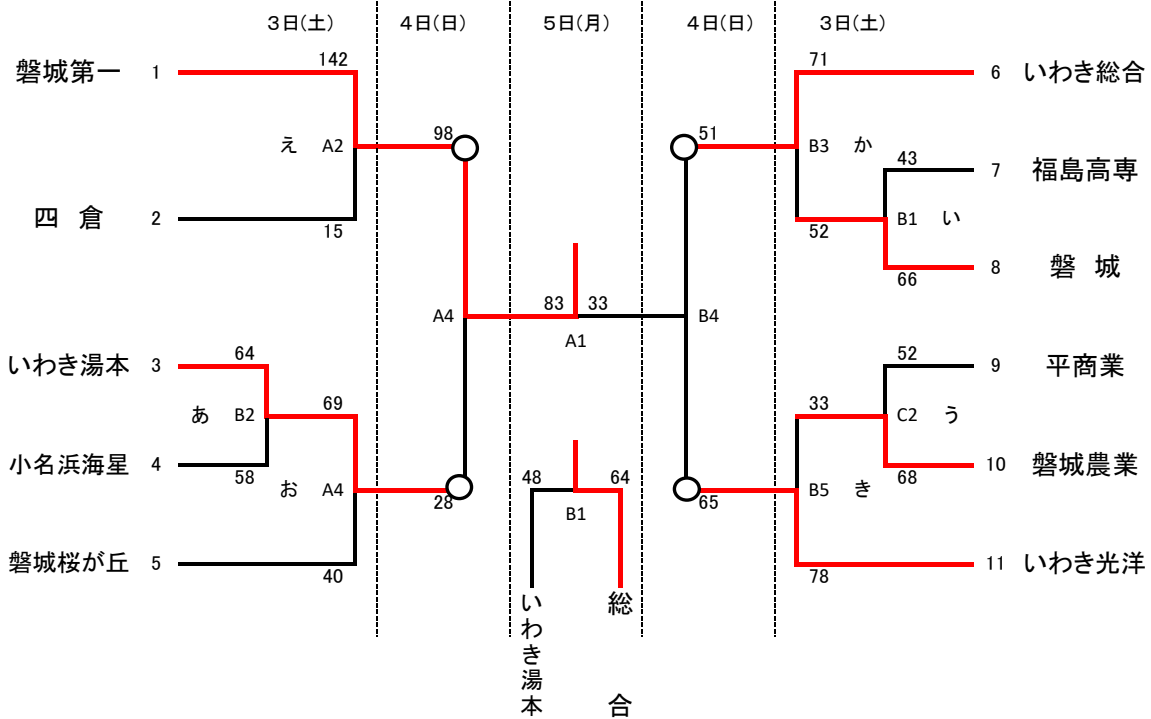 3日(土) 4日(日) 5日(月) 4日(日) 3日(土)
磐城第一 1 142
71 6 いわき総合
え A2 98
51 B3 か
43 7 福島高専
四 倉 2 15
52 B1 い
66 8 磐 城
A4 83 33 B4
A1
いわき湯本 3 64
52 9 平商業
あ B2 69
33 C2 う
小名浜海星 4 58
68 10 磐城農業
お A4 28
48 64
B1
65 B5 き
磐城桜が丘 5 40
78 11 いわき光洋
いわき湯本
総合